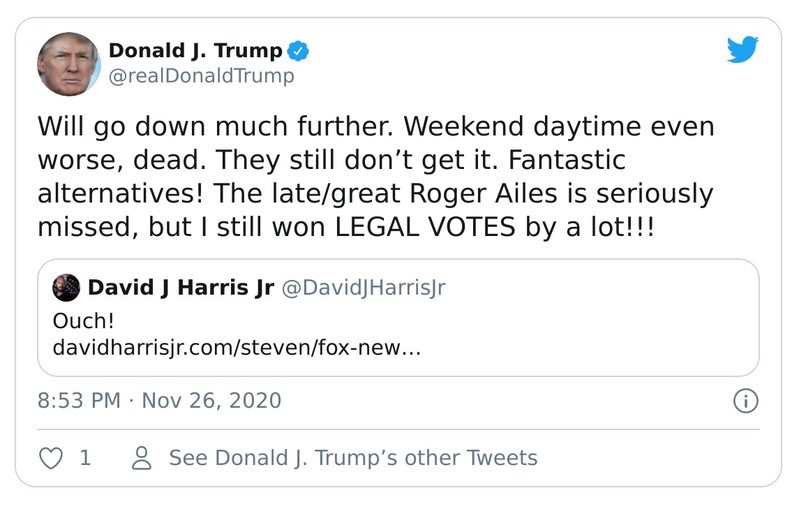 Donald J. Trump
@realDonaldTrump
Will go down much further. Weekend daytime even
worse, dead. They still don’t get it. Fantastic
alternatives! The late/great Roger Ailes is seriously
missed, but I still won LEGAL VOTES by a lot!!!
David J Harris Jr @DavidJHarrisJr
Ouch!
davidharrisjr.com/steven/fox-new…
8:53 PM · Nov 26, 2020
1 See Donald J. Trump’s other Tweets